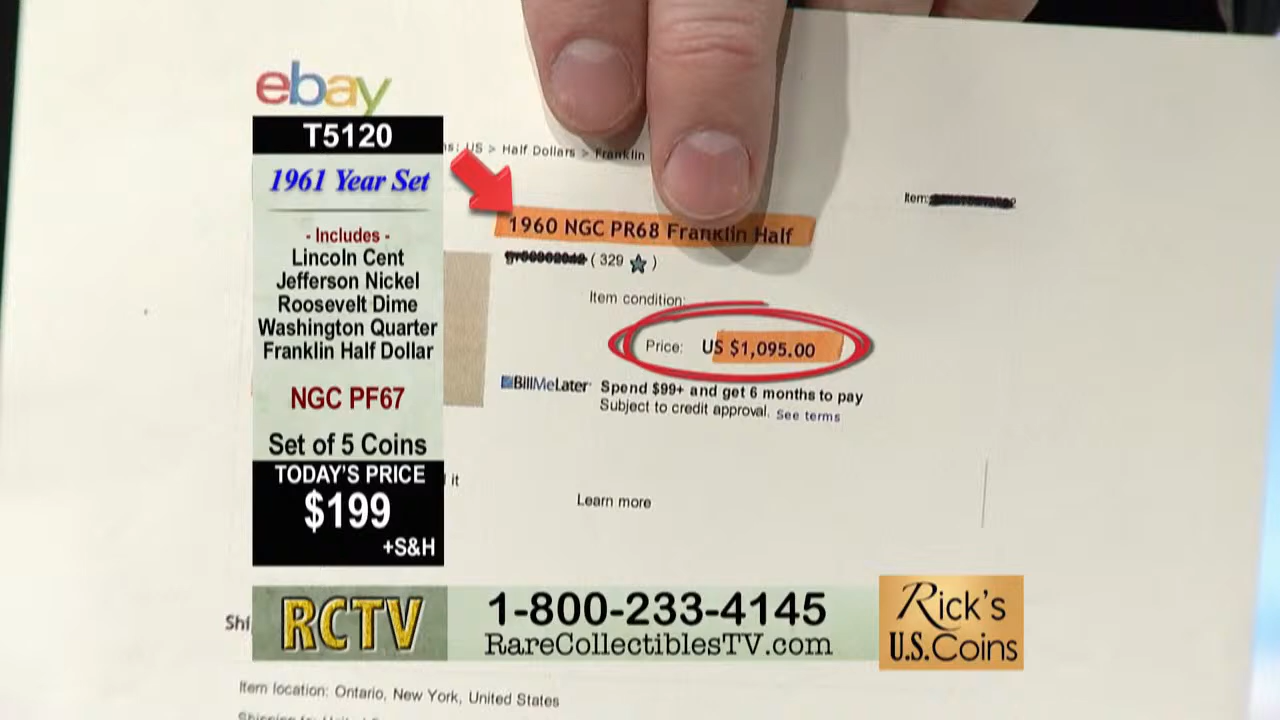 ebay
T5120
1961 Year Set
- Includes -
Lincoln Cent
Jefferson Nickel
Roosevelt Dime
Washington Quarter
Franklin Half Dollar
NGC PF67
Set of 5 Coins
TODAY'S PRICE
$199
+S&H
US > Half Dollars > Franklin
Item:
1960 NGC PR68 Franklin Half
( 329 )
Item condition:
Price: US $1,095.00
BillMeLater Spend $99+ and get 6 months to pay
Subject to credit approval. See terms
it
Learn more
RCTV
1-800-233-4145
RareCollectiblesTV.com
Rick's
U.S. Coins
Shi
Item location: Ontario, New York, United States